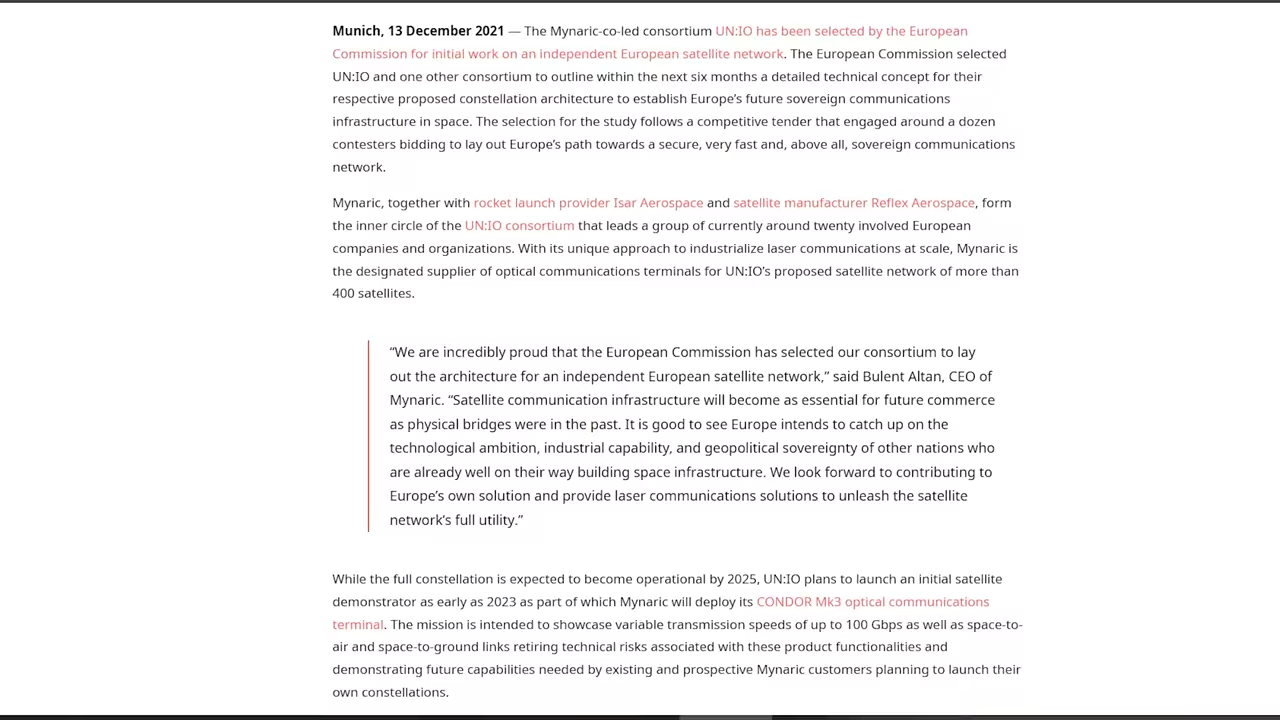 Munich, 13 December 2021 — The Mynaric-co-led consortium UN:IO has been selected by the European
Commission for initial work on an independent European satellite network. The European Commission selected
UN:IO and one other consortium to outline within the next six months a detailed technical concept for their
respective proposed constellation architecture to establish Europe's future sovereign communications
infrastructure in space. The selection for the study follows a competitive tender that engaged around a dozen
contesters bidding to lay out Europe's path towards a secure, very fast and, above all, sovereign communications
network.
Mynaric, together with rocket launch provider Isar Aerospace and satellite manufacturer Reflex Aerospace, form
the inner circle of the UN:IO consortium that leads a group of currently around twenty involved European
companies and organizations. With its unique approach to industrialize laser communications at scale, Mynaric is
the designated supplier of optical communications terminals for UN:IO's proposed satellite network of more than
400 satellites.
“We are incredibly proud that the European Commission has selected our consortium to lay
out the architecture for an independent European satellite network,” said Bulent Altan, CEO of
Mynaric. “Satellite communication infrastructure will become as essential for future commerce
as physical bridges were in the past. It is good to see Europe intends to catch up on the
technological ambition, industrial capability, and geopolitical sovereignty of other nations who
are already well on their way building space infrastructure. We look forward to contributing to
Europe's own solution and provide laser communications solutions to unleash the satellite
network's full utility.”
While the full constellation is expected to become operational by 2025, UN:IO plans to launch an initial satellite
demonstrator as early as 2023 as part of which Mynaric will deploy its CONDOR Mk3 optical communications
terminal. The mission is intended to showcase variable transmission speeds of up to 100 Gbps as well as space-to-
air and space-to-ground links retiring technical risks associated with these product functionalities and
demonstrating future capabilities needed by existing and prospective Mynaric customers planning to launch their
own constellations.